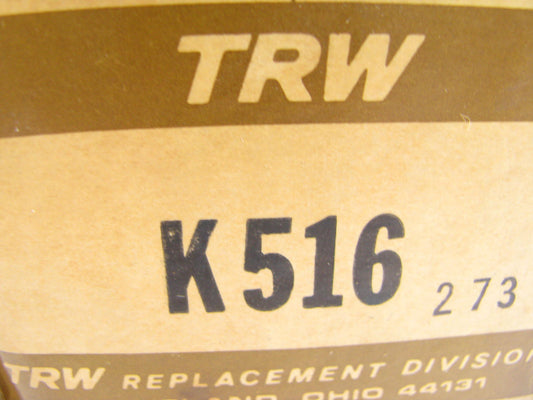 TRW
K516 273
TRW REPLACEMENT DIVISION
OHIO 44131